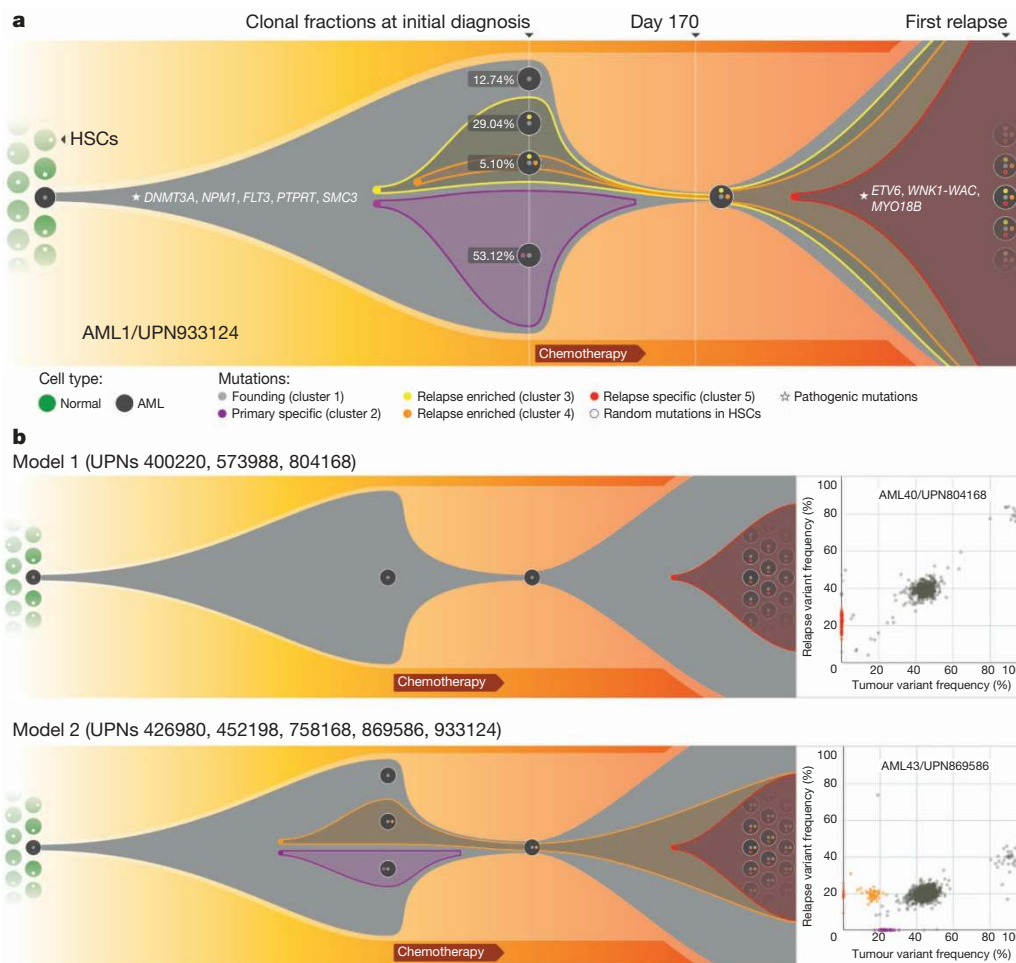 a
Clonal fractions at initial diagnosis
Day 170
First relapse
12.74%
29.04%
HSCs
5.10%
DNMT3A, NPM1, FLT3, PTPRT, SMC3
ETV6, WNK1-WAC,
MYO18B
53.12%
AML1/UPN933124
Chemotherapy
Cell type:
Normal
AML
Mutations:
Founding (cluster 1)
Primary specific (cluster 2)
Relapse enriched (cluster 3)
Relapse enriched (cluster 4)
Relapse specific (cluster 5)
Random mutations in HSCs
Pathogenic mutations
b
Model 1 (UPNs 400220, 573988, 804168)
Chemotherapy
AML40/UPN804168
Relapse variant frequency (%)
100
80
60
40
20
0
20 40 60 80 10
Tumour variant frequency (%)
Model 2 (UPNs 426980, 452198, 758168, 869586, 933124)
Chemotherapy
AML43/UPN869586
Relapse variant frequency (%)
100
80
60
40
20
0
20 40 60 80 10
Tumour variant frequency (%)